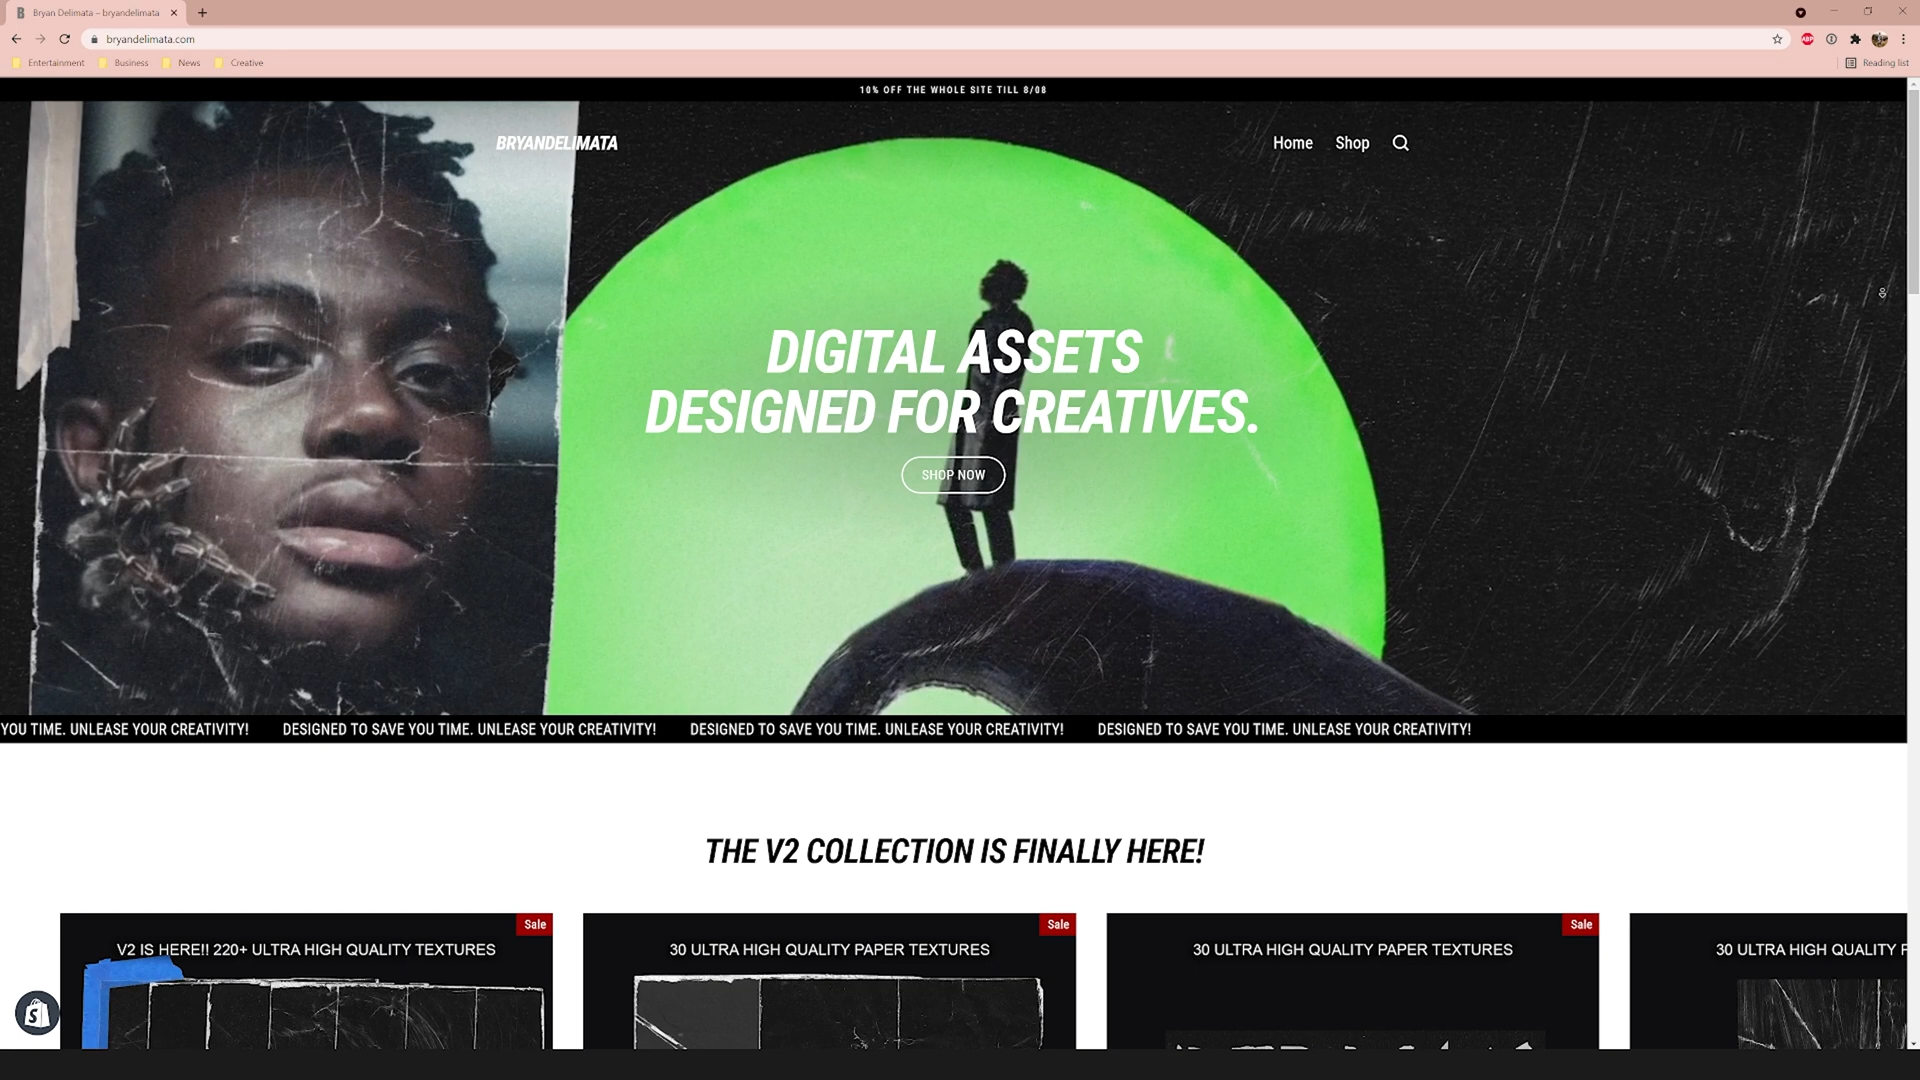 Bryan Delimata – bryandelimata
bryandelimata.com
ABP
Entertainment
Business
News
Creative
Reading list
10% OFF THE WHOLE SITE TILL 8/08
BRYANDELIMATA
Home
Shop
DIGITAL ASSETS
DESIGNED FOR CREATIVES.
SHOP NOW
YOU TIME. UNLEASE YOUR CREATIVITY! DESIGNED TO SAVE YOU TIME. UNLEASE YOUR CREATIVITY! DESIGNED TO SAVE YOU TIME. UNLEASE YOUR CREATIVITY! DESIGNED TO SAVE YOU TIME. UNLEASE YOUR CREATIVITY!
THE V2 COLLECTION IS FINALLY HERE!
Sale
V2 IS HERE!! 220+ ULTRA HIGH QUALITY TEXTURES
Sale
30 ULTRA HIGH QUALITY PAPER TEXTURES
Sale
30 ULTRA HIGH QUALITY PAPER TEXTURES
30 ULTRA HIGH QUALITY